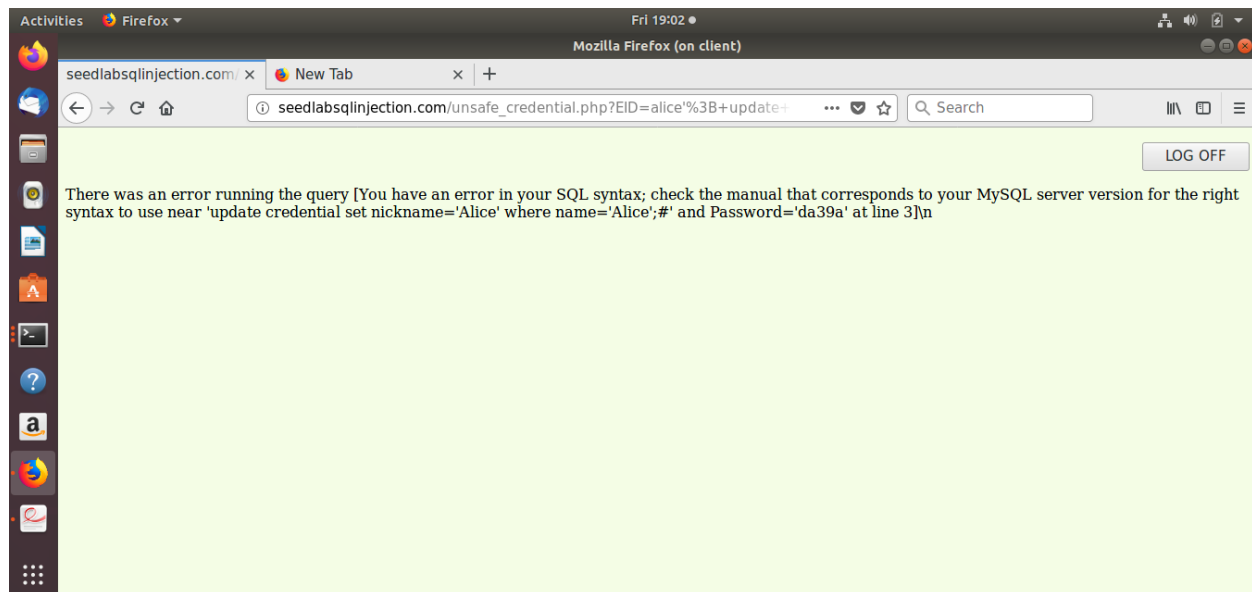 Activities Firefox Fri 19:02
Mozilla Firefox (on client)
seedlabsqlinjection.com/ New Tab
seedlabsqlinjection.com/unsafe_credential.php?EID=alice'%3B+update+ Search
LOG OFF
There was an error running the query [You have an error in your SQL syntax; check the manual that corresponds to your MySQL server version for the right
syntax to use near 'update credential set nickname='Alice' where name='Alice';#' and Password='da39a' at line 3]\n